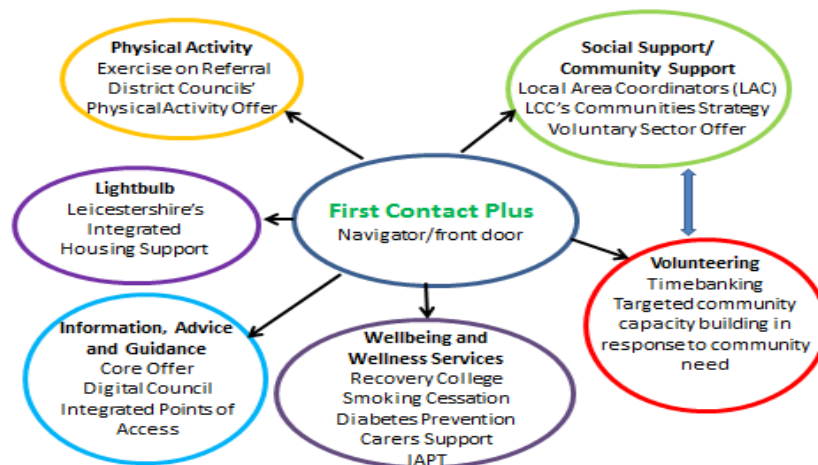 Physical Activity
Exercise on Referral
District Councils'
Physical Activity Offer
Social Support/
Community Support
Local Area Coordinators (LAC)
LCC's Communities Strategy
Voluntary Sector Offer
Lightbulb
Leicestershire's
Integrated
Housing Support
First Contact Plus
Navigator/front door
Volunteering
Timebanking
Targeted community
capacity building in
response to community
need
Information, Advice
and Guidance
Core Offer
Digital Council
Integrated Points of
Access
Wellbeing and
Wellness Services
Recovery College
Smoking Cessation
Diabetes Prevention
Carers Support
IAPT